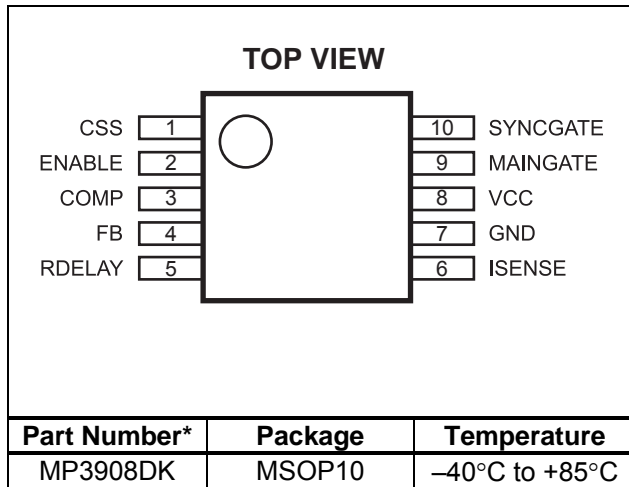 TOP VIEW
CSS 1 10 SYNCGATE
ENABLE 2 9 MAINGATE
COMP 3 8 VCC
FB 4 7 GND
RDELAY 5 6 ISENSE
Part Number* Package Temperature
MP3908DK MSOP10 –40°C to +85°C